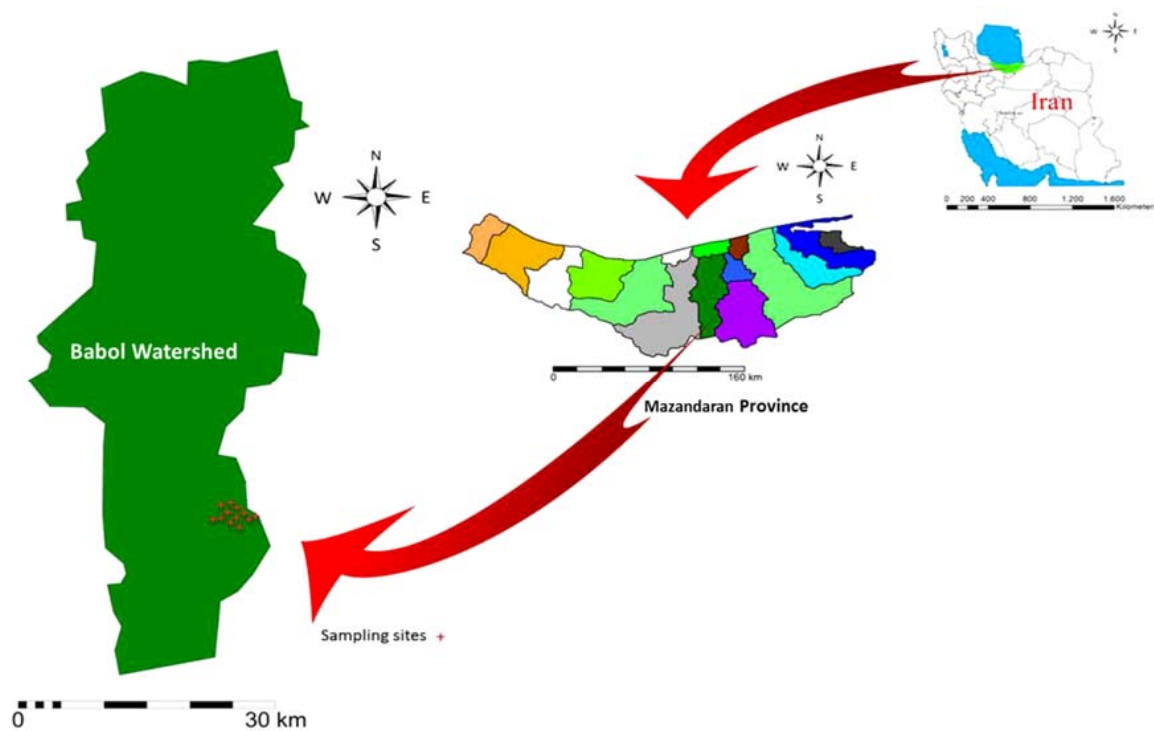 N
W E
S
Iran
0 200 400 800 1,200 1,600
Kilometer
N
W E
S
N
W E
S
Babol Watershed
0 160 km
Mazandaran Province
Sampling sites +
0 30 km